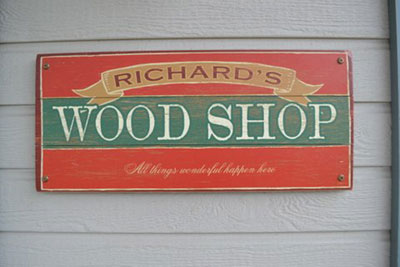 RICHARD'S
WOOD SHOP
All things wonderful happen here